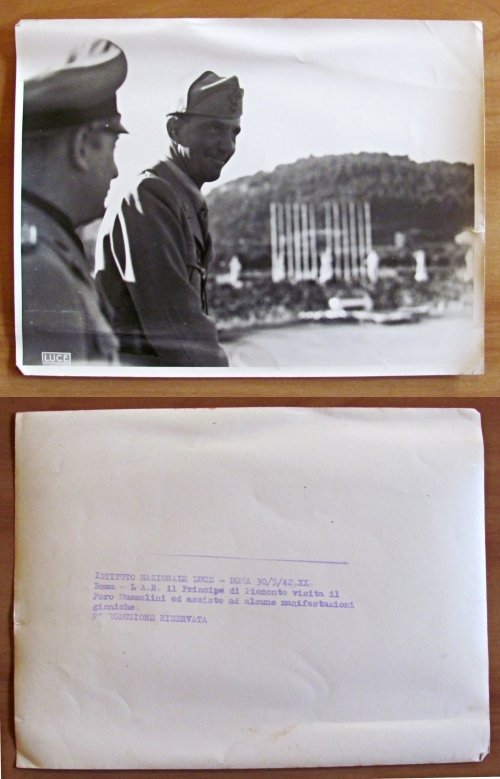 LUCE
ISTITUTO NAZIONALE LUCE - ROMA 30/5/42.XX.
Roma - L A.R. il Principe di Piemonte visita il
Foro Mussolini ed assiste ad alcune manifestazioni
ginniche.
RIPRODUZIONE RISERVATA